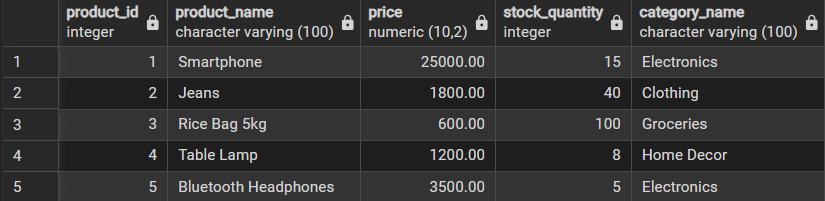 product_id product_name price stock_quantity category_name
integer character varying (100) numeric (10,2) integer character varying (100)
1 1 Smartphone 25000.00 15 Electronics
2 2 Jeans 1800.00 40 Clothing
3 3 Rice Bag 5kg 600.00 100 Groceries
4 4 Table Lamp 1200.00 8 Home Decor
5 5 Bluetooth Headphones 3500.00 5 Electronics